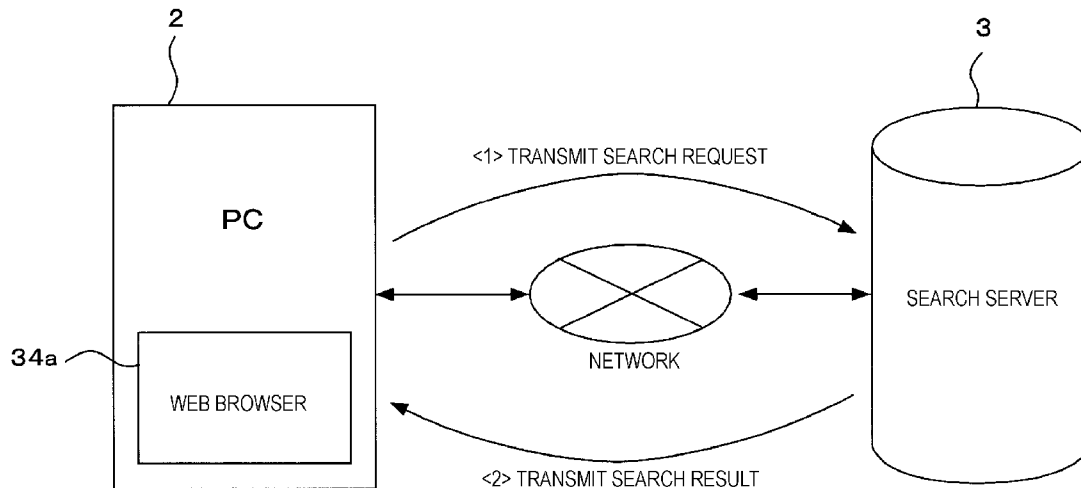 2
3
<1> TRANSMIT SEARCH REQUEST
PC
SEARCH SERVER
NETWORK
34a
WEB BROWSER
<2> TRANSMIT SEARCH RESULT